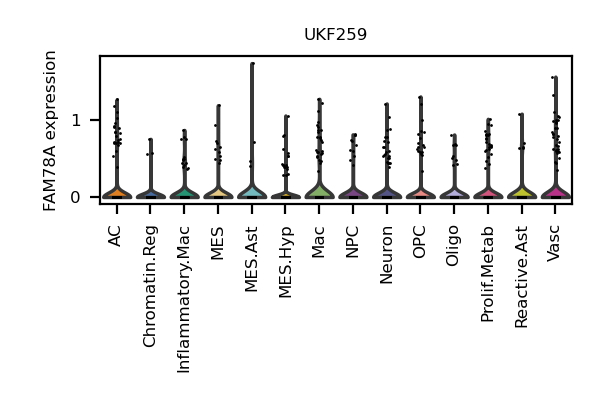 UKF259
FAM78A expression
1
0
AC
Chromatin.Reg
Inflammatory.Mac
MES
MES.Ast
MES.Hyp
Mac
NPC
Neuron
OPC
Oligo
Prolif.Metab
Reactive.Ast
Vasc